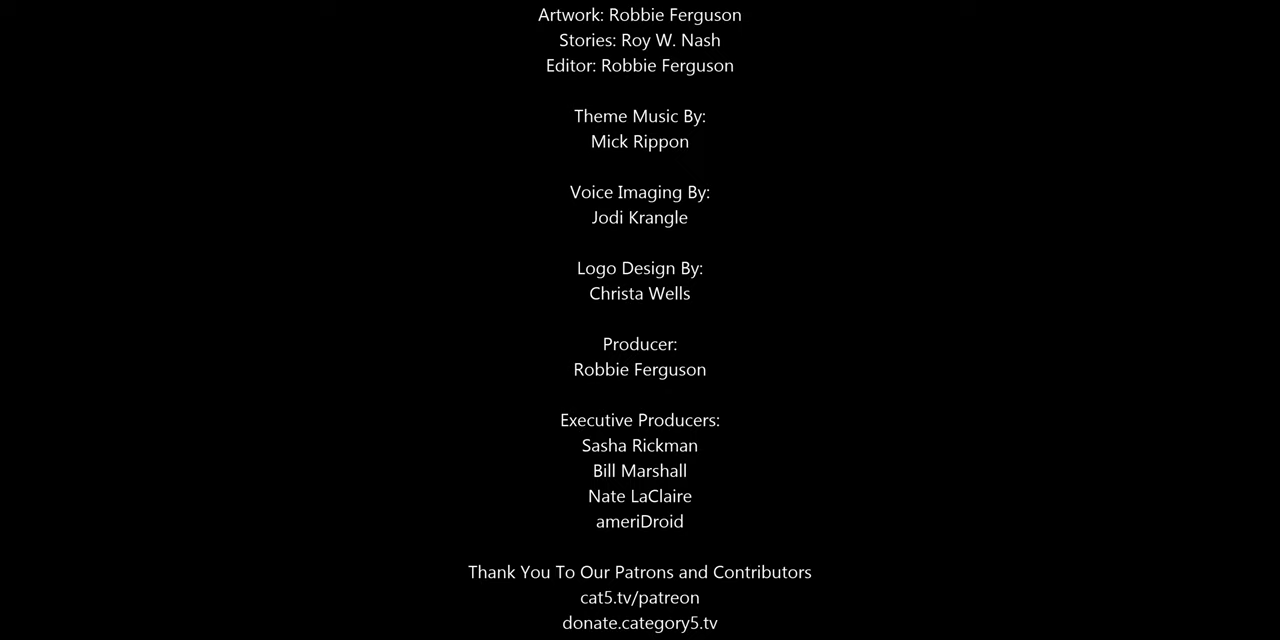 Artwork: Robbie Ferguson
Stories: Roy W. Nash
Editor: Robbie Ferguson
Theme Music By:
Mick Rippon
Voice Imaging By:
Jodi Krangle
Logo Design By:
Christa Wells
Producer:
Robbie Ferguson
Executive Producers:
Sasha Rickman
Bill Marshall
Nate LaClaire
ameriDroid
Thank You To Our Patrons and Contributors
cat5.tv/patreon
donate.category5.tv